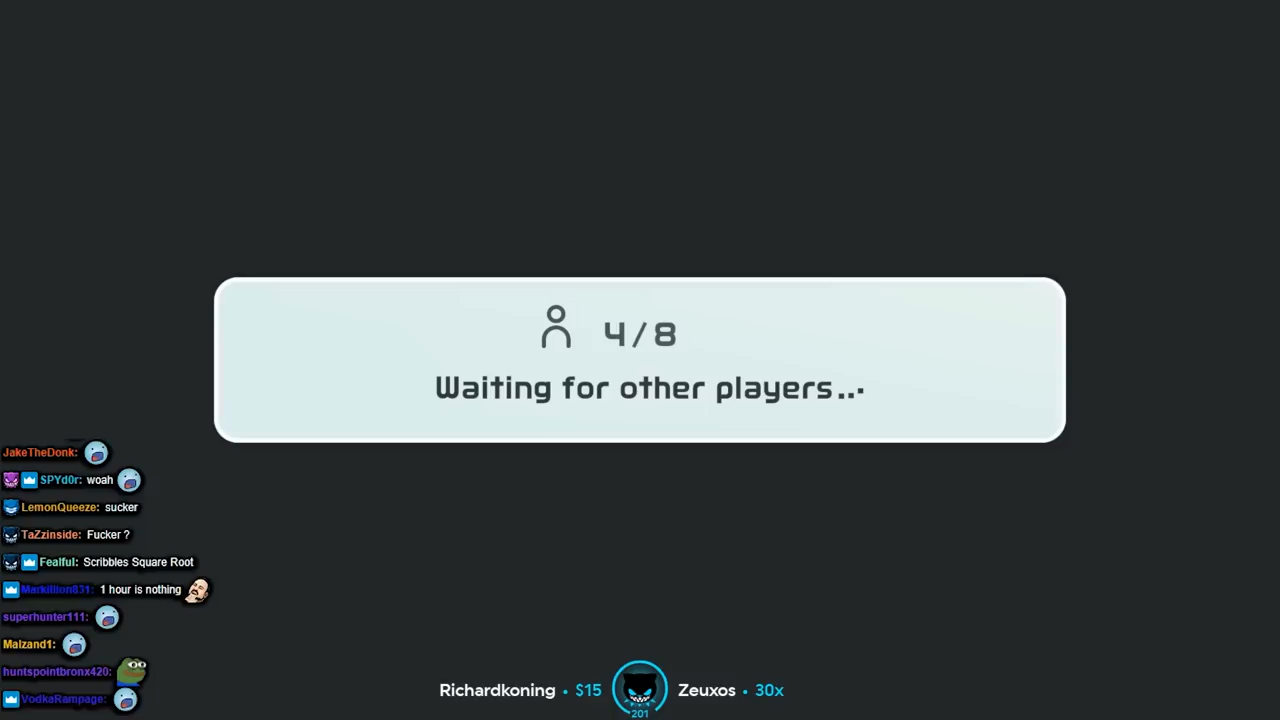 4/8
Waiting for other players...
JakeTheDonk:
SPYd0r: woah
LemonQueeze: sucker
TaZzinside: Fucker ?
Fealful: Scribbles Square Root
Markillion831: 1 hour is nothing
superhunter111:
Malzand1:
huntspointbronx420:
VodkaRampage:
Richardkoning • $15
201
Zeuxos • 30x